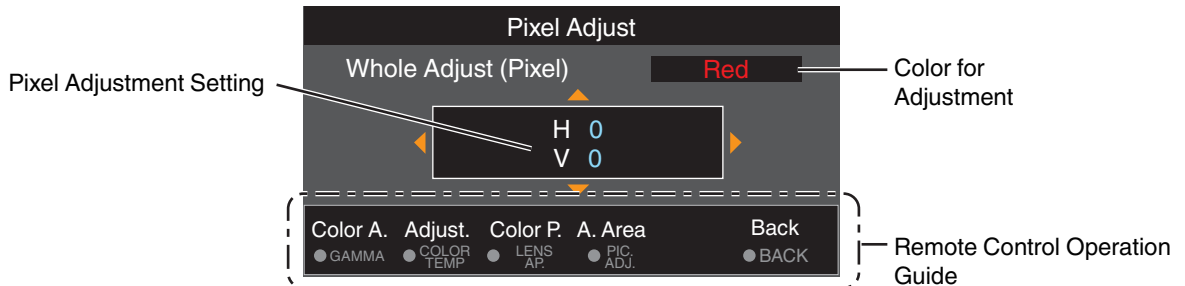 Pixel Adjust
Whole Adjust (Pixel) Red
Pixel Adjustment Setting
Color for
Adjustment
H 0
V 0
Color A. Adjust. Color P. A. Area Back
GAMMA COLOR TEMP LENS AP. PIC. ADJ. BACK
Remote Control Operation
Guide